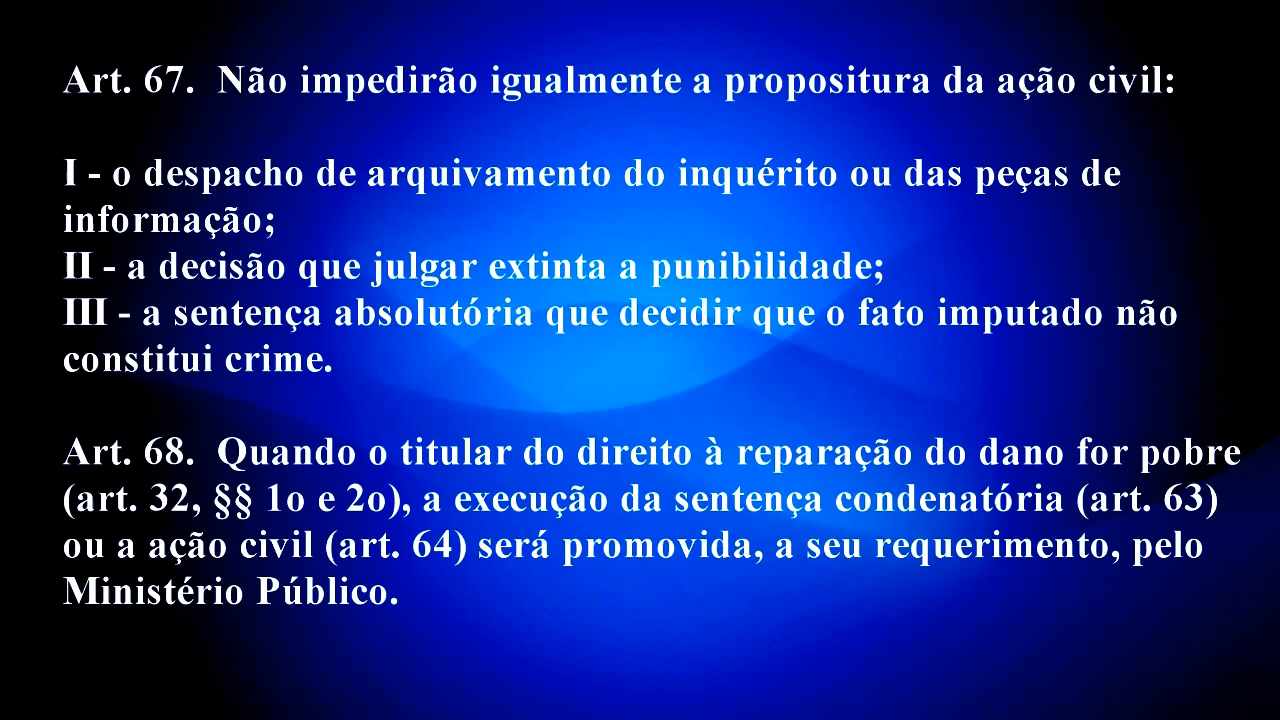 Art. 67.  Não impedirão igualmente a propositura da ação civil:
I - o despacho de arquivamento do inquérito ou das peças de
informação;
II - a decisão que julgar extinta a punibilidade;
III - a sentença absolutória que decidir que o fato imputado não
constitui crime.
Art. 68.  Quando o titular do direito à reparação do dano for pobre
(art. 32, §§ 1o e 2o), a execução da sentença condenatória (art. 63)
ou a ação civil (art. 64) será promovida, a seu requerimento, pelo
Ministério Público.